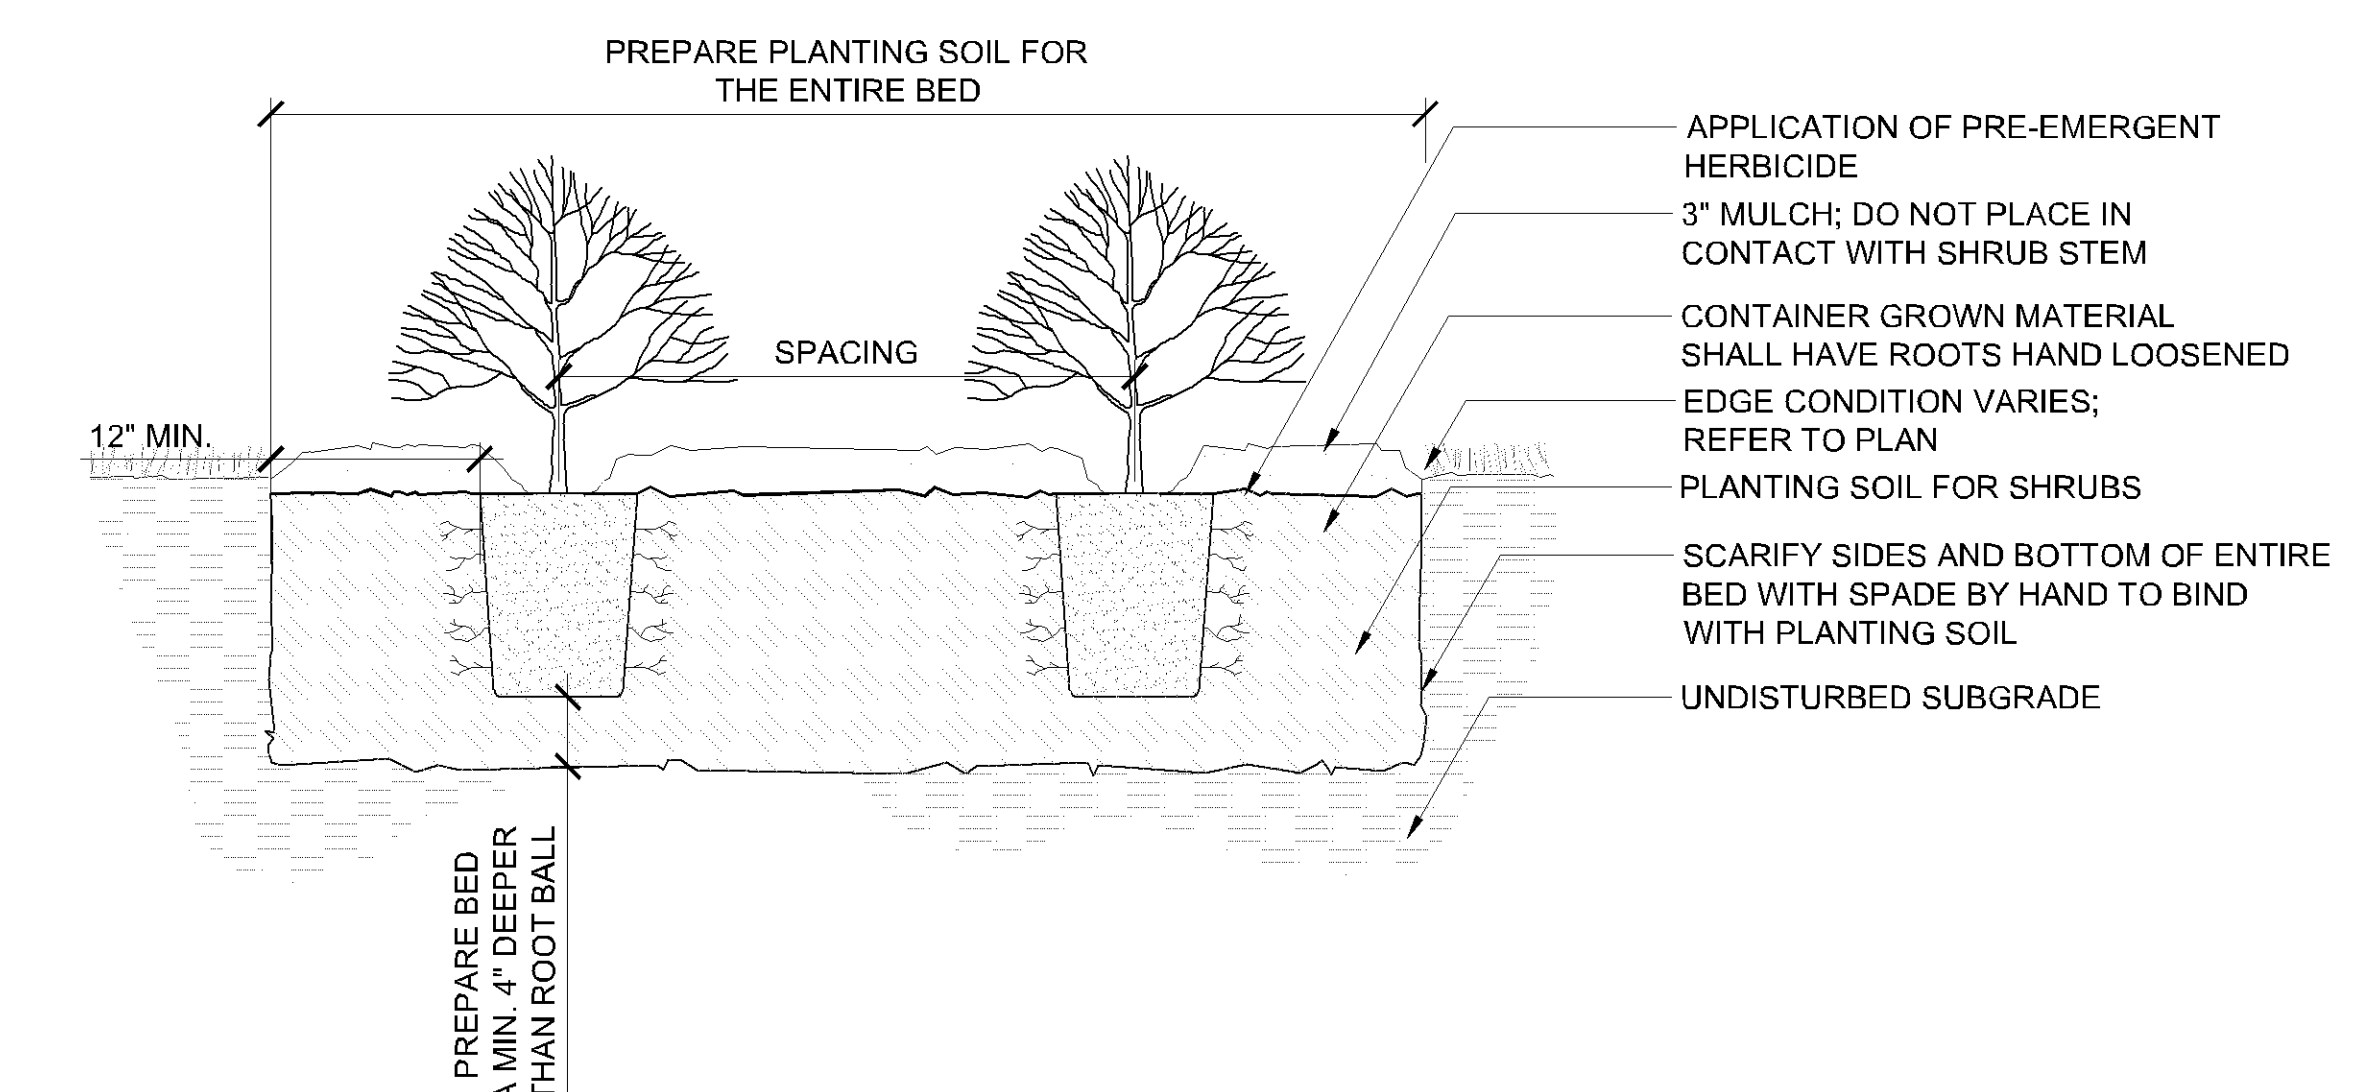 PREPARE PLANTING SOIL FOR
THE ENTIRE BED
APPLICATION OF PRE-EMERGENT
HERBICIDE
3" MULCH; DO NOT PLACE IN
CONTACT WITH SHRUB STEM
CONTAINER GROWN MATERIAL
SHALL HAVE ROOTS HAND LOOSENED
SPACING
EDGE CONDITION VARIES;
REFER TO PLAN
12" MIN.
PLANTING SOIL FOR SHRUBS
SCARIFY SIDES AND BOTTOM OF ENTIRE
BED WITH SPADE BY HAND TO BIND
WITH PLANTING SOIL
UNDISTURBED SUBGRADE
PREPARE BED
A MIN. 4" DEEPER
THAN ROOT BALL